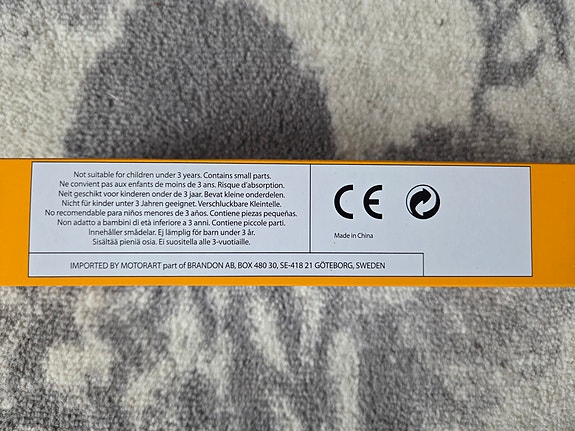 Not suitable for children under 3 years. Contains small parts.
Ne convient pas aux enfants de moins de 3 ans. Risque d'absorption.
Neit geschikt voor kinderen onder de 3 jaar. Bevat kleine onderdelen.
Nicht für kinder unter 3 Jahren geeignet. Verschluckbare Kleintelle.
No recomendable para niños menores de 3 años. Contiene piezas pequeñas.
Non adatto a bambini di età inferiore a 3 anni. Contiene piccole parti.
Innehåller smådelar. Ej lämplig för barn under 3 år.
Sisältää pieniä osia. Ei suositella alle 3-vuotiaille.
CE
Made in China
IMPORTED BY MOTORART part of BRANDON AB, BOX 480 30, SE-418 21 GÖTEBORG, SWEDEN